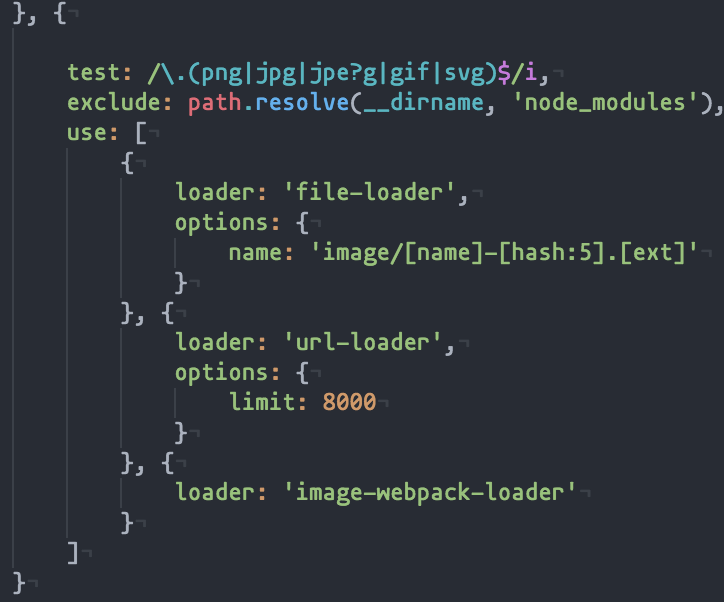 }, {¬
test: /\.(png|jpg|jpe?g|gif|svg)$/i,¬
exclude: path.resolve(__dirname, 'node_modules'),
use: [¬
{¬
loader: 'file-loader',¬
options: {¬
name: 'image/[name]-[hash:5].[ext]'¬
}¬
}, {¬
loader: 'url-loader',¬
options: {¬
limit: 8000¬
}¬
}, {¬
loader: 'image-webpack-loader'¬
}¬
]¬
}¬